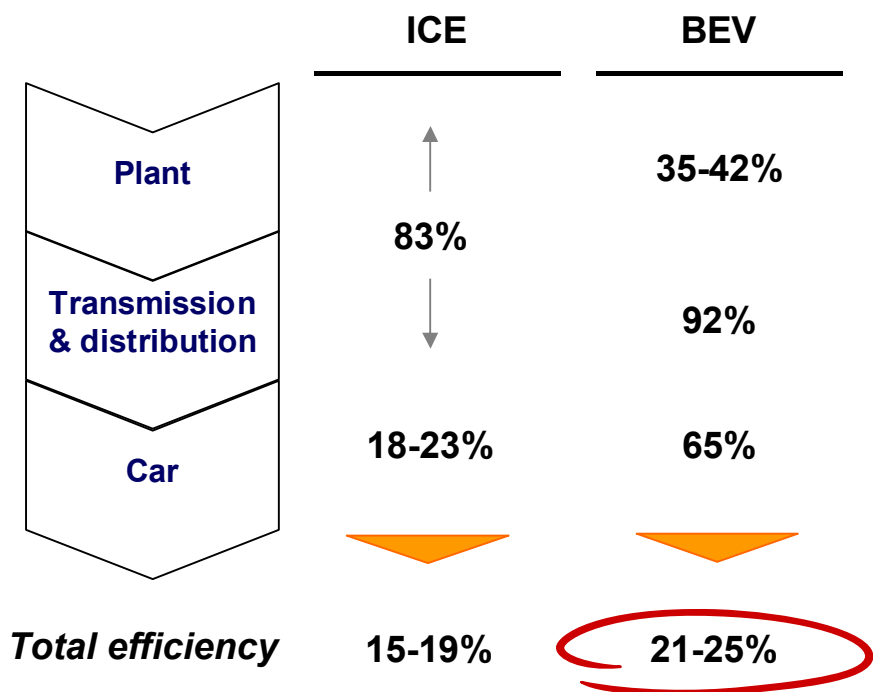 ICE BEV
Plant
35-42%
83%
Transmission
& distribution
92%
Car
18-23%
65%
Total efficiency 15-19% 21-25%